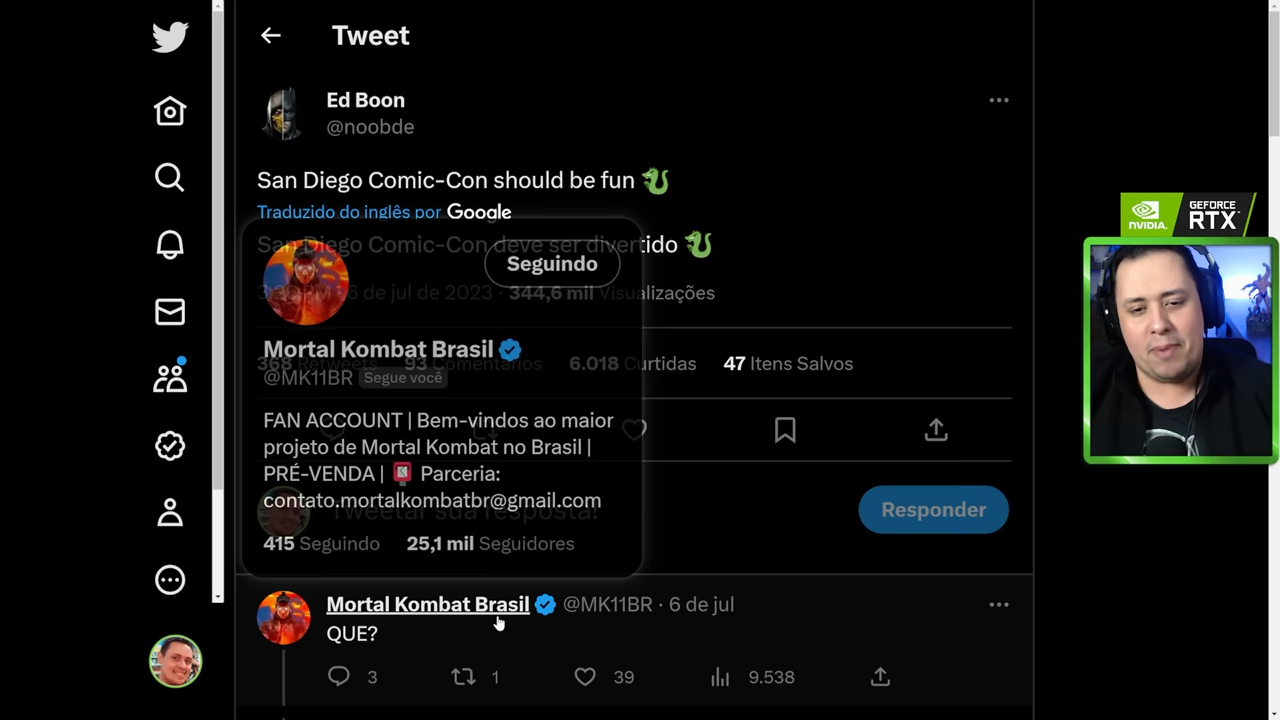 Tweet
Ed Boon
@noobde
San Diego Comic-Con should be fun
Traduzido do inglês por Google
San Diego Comic-Con deve ser divertido
6 de jul de 2023 · 344,6 mil Visualizações
Seguindo
Mortal Kombat Brasil
368 Retweets 93 Comentários 6.018 Curtidas 47 Itens Salvos
@MK11BR Segue você
FAN ACCOUNT | Bem-vindos ao maior
projeto de Mortal Kombat no Brasil |
PRÉ-VENDA | Parceria:
contato.mortalkombatbr@gmail.com
Tweetar sua resposta!
Responder
415 Seguindo 25,1 mil Seguidores
Mortal Kombat Brasil @MK11BR · 6 de jul
QUE?
3 1 39 9.538
NVIDIA.
GEFORCE
RTX